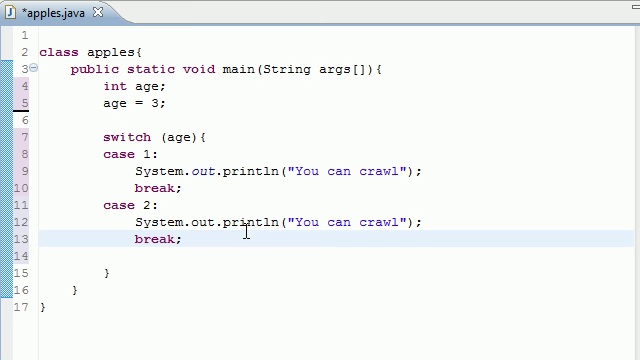 *apples.java
1
2 class apples{
3 public static void main(String args[]){
4 int age;
5 age = 3;
6
7 switch (age){
8 case 1:
9 System.out.println("You can crawl");
10 break;
11 case 2:
12 System.out.println("You can crawl");
13 break;
14
15 }
16 }
17 }